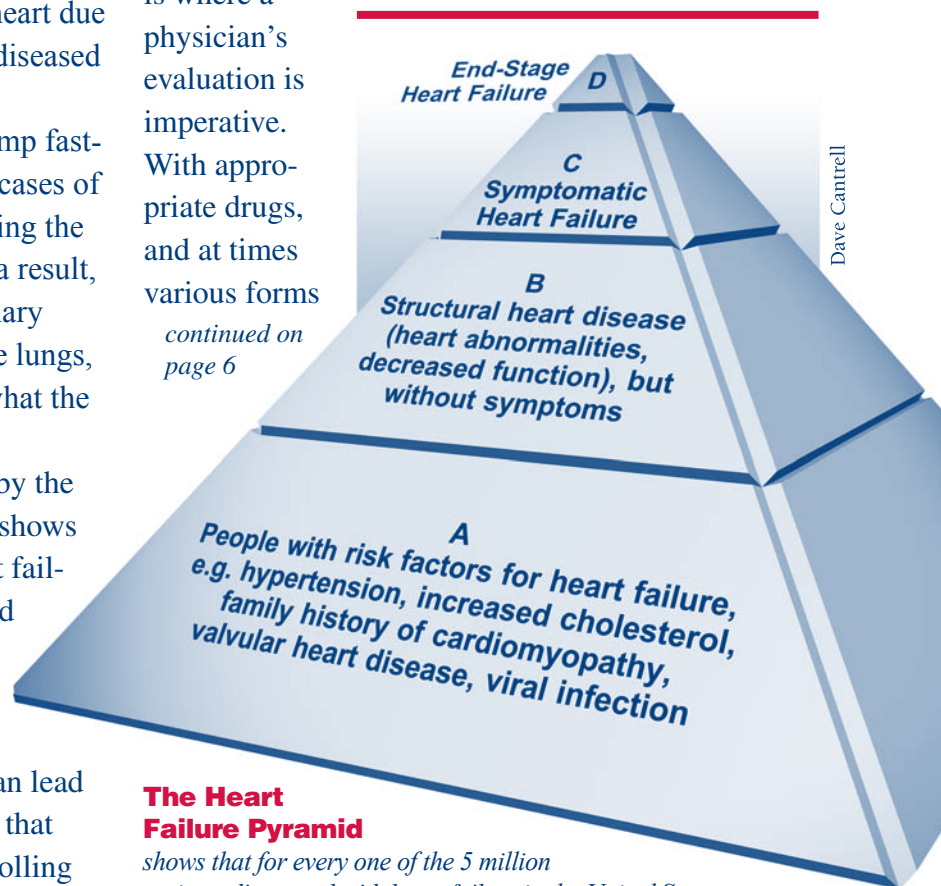 heart due
diseased
mp fast-
cases of
ing the
a result,
ary
e lungs,
what the
by the
shows
t fail-
d
an lead
that
olling
is where a
physician's
evaluation is
imperative.
With appro-
priate drugs,
and at times
various forms
continued on
page 6
End-Stage
Heart Failure
D
C
Symptomatic
Heart Failure
B
Structural heart disease
(heart abnormalities,
decreased function), but
without symptoms
A
People with risk factors for heart failure,
e.g. hypertension, increased cholesterol,
family history of cardiomyopathy,
valvular heart disease, viral infection
Dave Cantrell
The Heart
Failure Pyramid
shows that for every one of the 5 million